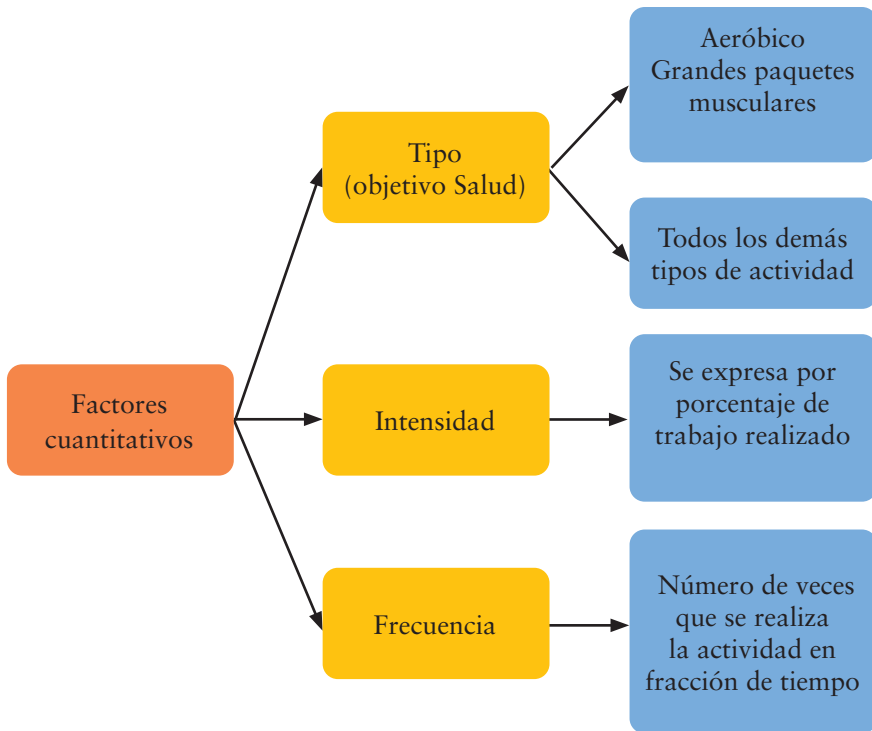 Factores
cuantitativos
Tipo
(objetivo Salud)
Aeróbico
Grandes paquetes
musculares
Todos los demás
tipos de actividad
Intensidad
Se expresa por
porcentaje de
trabajo realizado
Frecuencia
Número de veces
que se realiza
la actividad en
fracción de tiempo